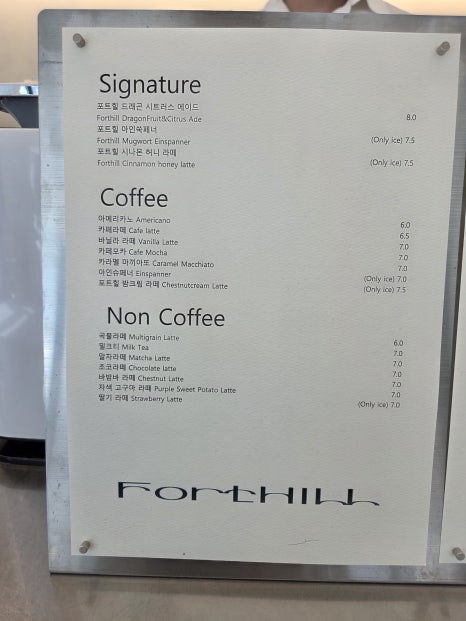 Signature
포트힐 드래곤 시트러스 에이드
Forthill DragonFruit&Citrus Ade 8.0
포트힐 아인쑥페너
Forthill Mugwort Einspanner (Only ice) 7.5
포트힐 시나몬 허니 라떼
Forthill Cinnamon honey latte (Only ice) 7.5
Coffee
아메리카노 Americano 6.0
카페라떼 Cafe latte 6.5
바닐라 라떼 Vanilla Latte 7.0
카페모카 Cafe Mocha 7.0
카라멜 마끼아또 Caramel Macchiato 7.0
아인슈페너 Einspanner (Only ice) 7.0
포트힐 밤크림 라떼 Chestnutcream Latte (Only ice) 7.5
Non Coffee
곡물라떼 Multigrain Latte 6.0
밀크티 Milk Tea 7.0
말차라떼 Matcha Latte 7.0
초코라떼 Chocolate latte 7.0
바밤바 라떼 Chestnut Latte 7.0
자색 고구마 라떼 Purple Sweet Potato Latte 7.0
딸기 라떼 Strawberry Latte (Only ice) 7.0
FortHill